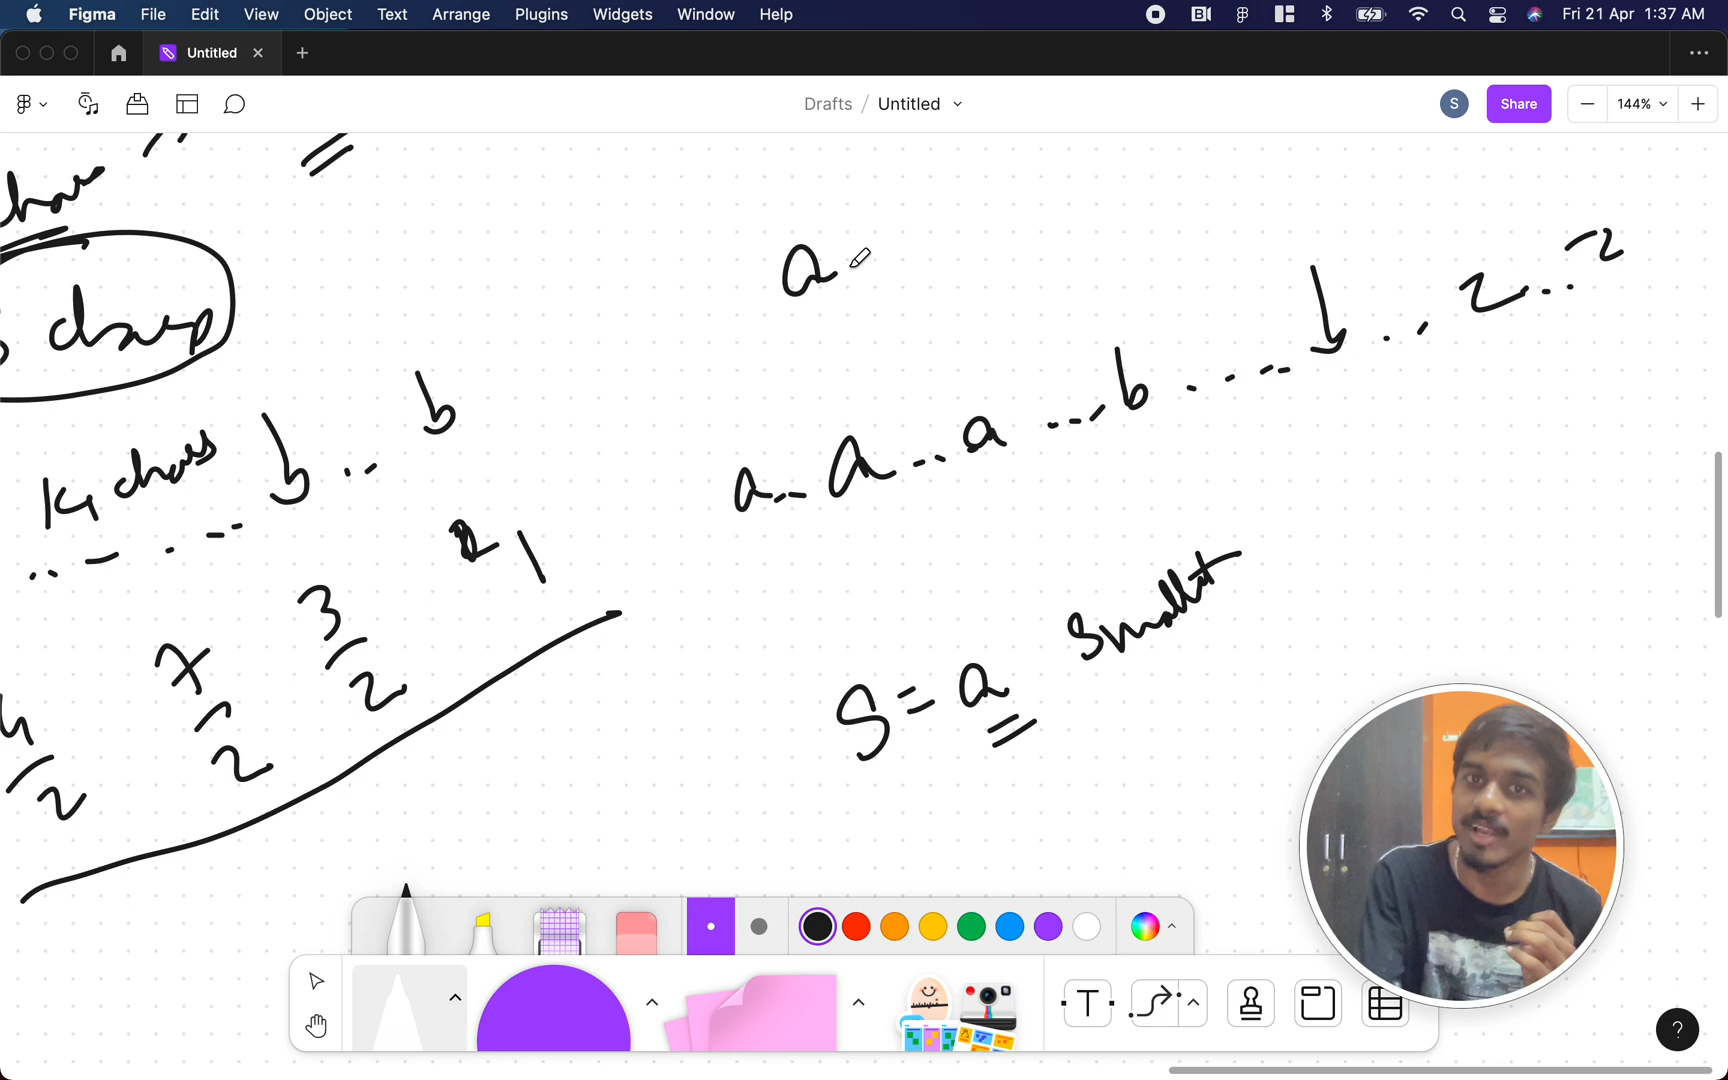 Figma File Edit View Object Text Arrange Plugins Widgets Window Help Fri 21 Apr 1:37 AM
Untitled
Drafts / Untitled S Share 144%
a
a.. a... a ... b ..... b ... z .. z
chars
b .. b
3/2
7/2
S = a
Smallest
T
?